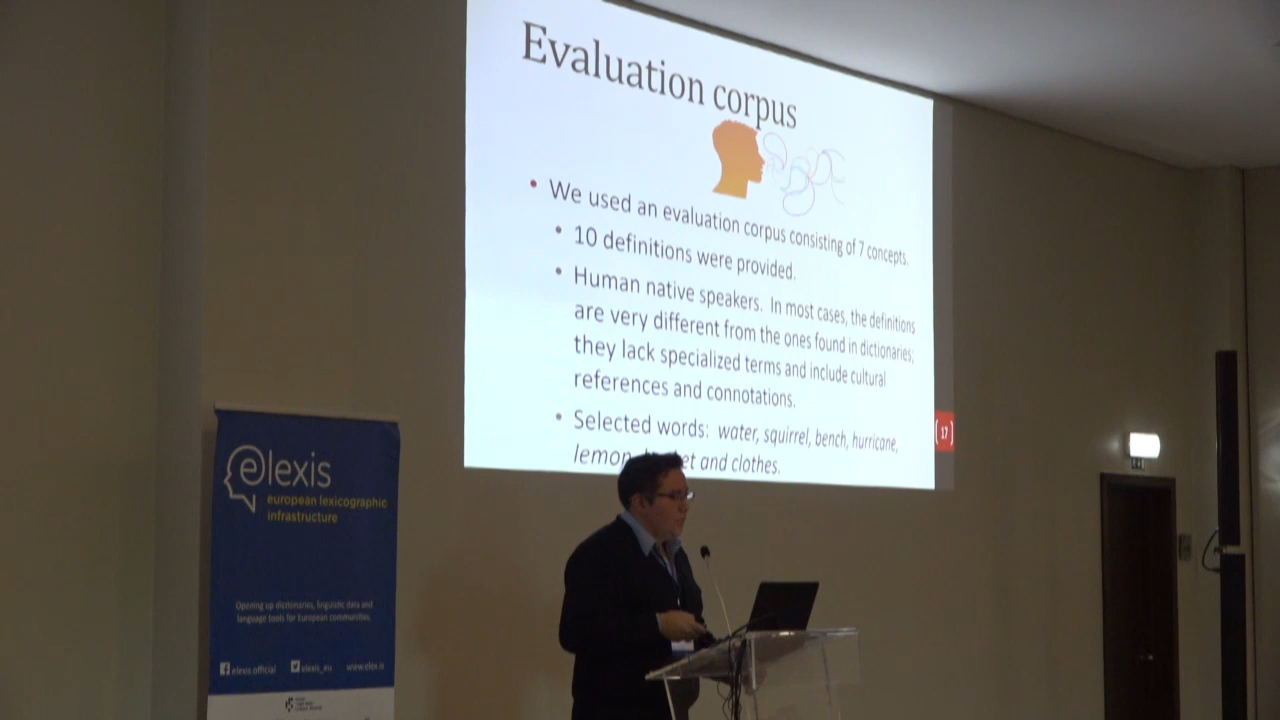 Evaluation corpus
• We used an evaluation corpus consisting of 7 concepts.
• 10 definitions were provided.
• Human native speakers. In most cases, the definitions
are very different from the ones found in dictionaries;
they lack specialized terms and include cultural
references and connotations.
• Selected words: water, squirrel, bench, hurricane,
lemon, and clothes.
17
elexis
european lexicographic
infrastructure
Opening up dictionaries, linguistic data and
language tools for European communities.
elexis.official elexis_eu www.elex.is